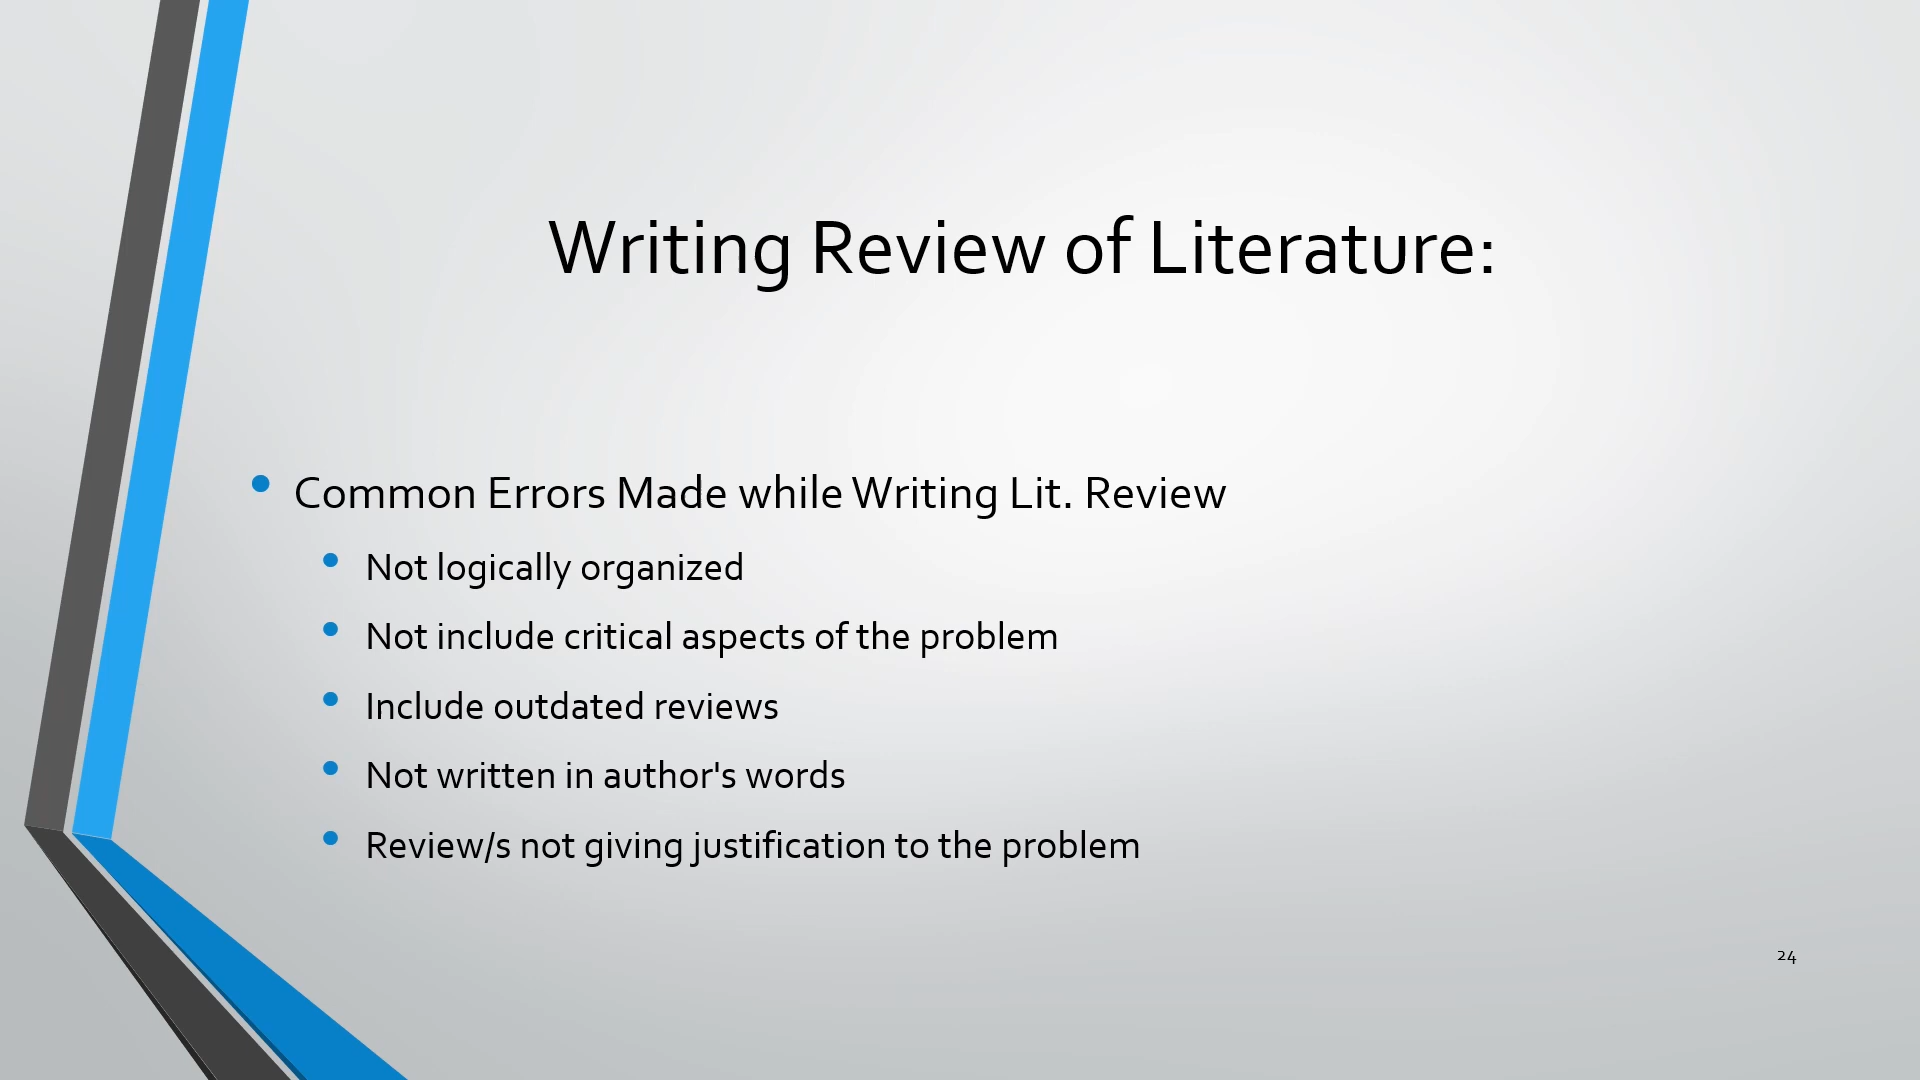 Writing Review of Literature:
Common Errors Made while Writing Lit. Review
Not logically organized
Not include critical aspects of the problem
Include outdated reviews
Not written in author's words
Review/s not giving justification to the problem
24